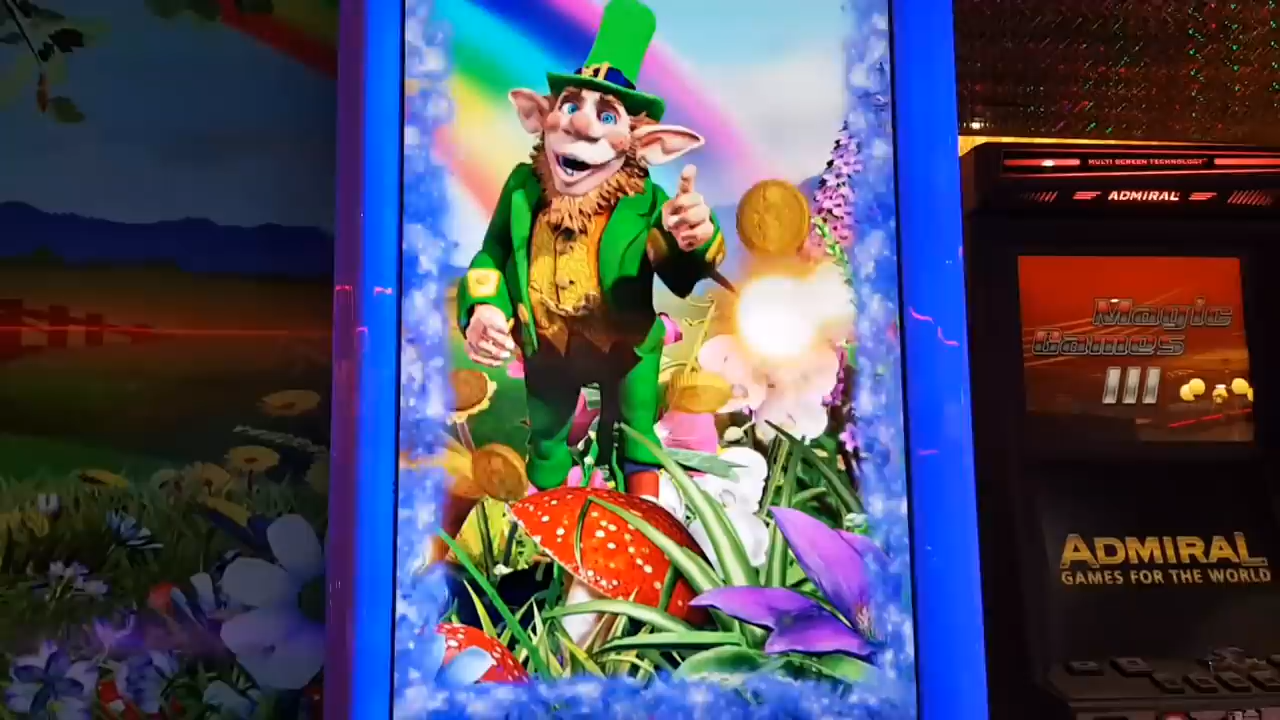 MULTI SCREEN TECHNOLOGY
ADMIRAL
Magic
Games
III
ADMIRAL
GAMES FOR THE WORLD